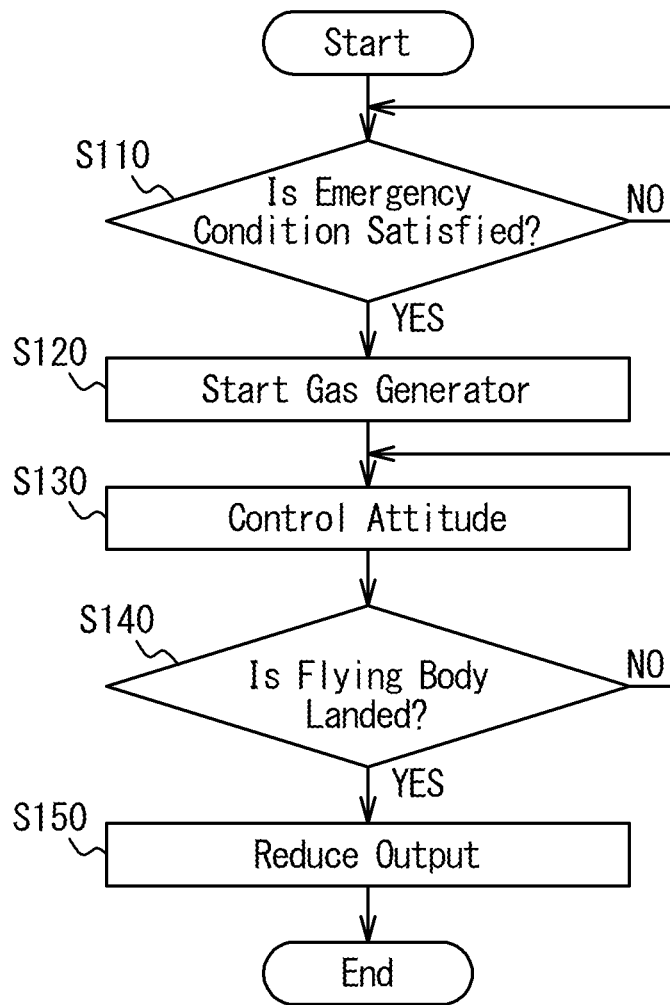 Start
S110
Is Emergency
Condition Satisfied?
NO
YES
S120
Start Gas Generator
S130
Control Attitude
S140
Is Flying Body
Landed?
NO
YES
S150
Reduce Output
End